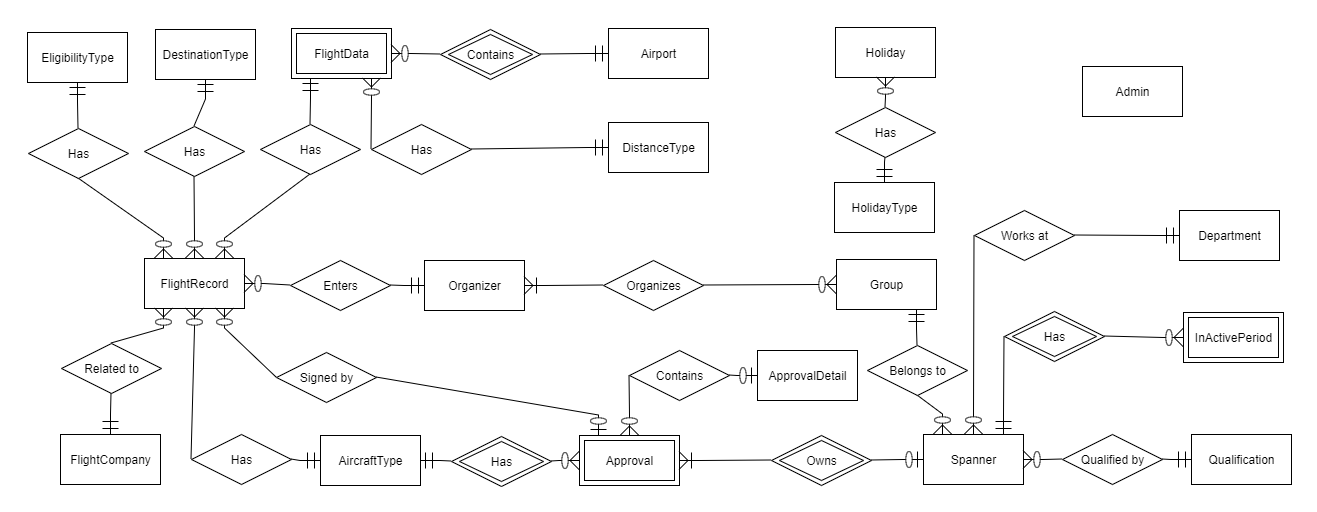 EligibilityType
DestinationType
FlightData
Contains
Airport
Holiday
Admin
Has
Has
Has
Has
DistanceType
Has
HolidayType
Works at
Department
FlightRecord
Enters
Organizer
Organizes
Group
Has
InActivePeriod
Related to
Signed by
Contains
ApprovalDetail
Belongs to
FlightCompany
Has
AircraftType
Has
Approval
Owns
Spanner
Qualified by
Qualification